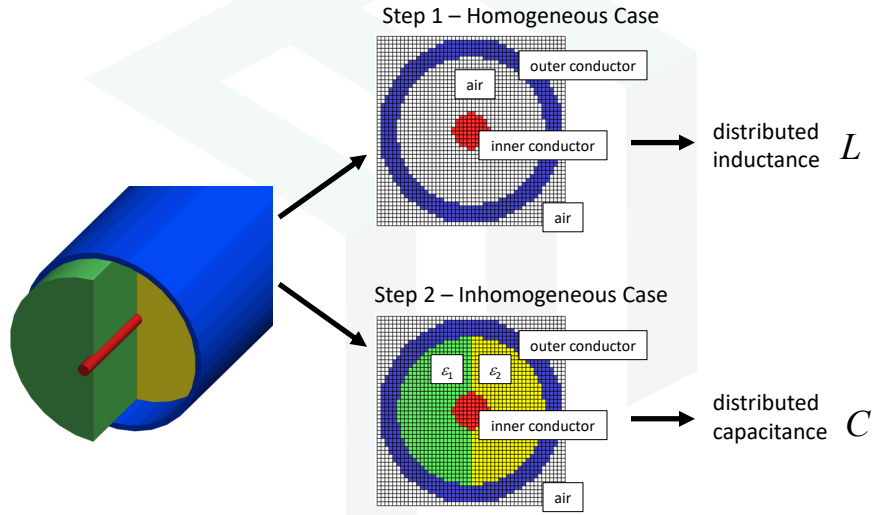 Step 1 – Homogeneous Case
outer conductor
air
inner conductor
air
distributed
inductance L
Step 2 – Inhomogeneous Case
outer conductor
ε₁
ε₂
inner conductor
air
distributed
capacitance C